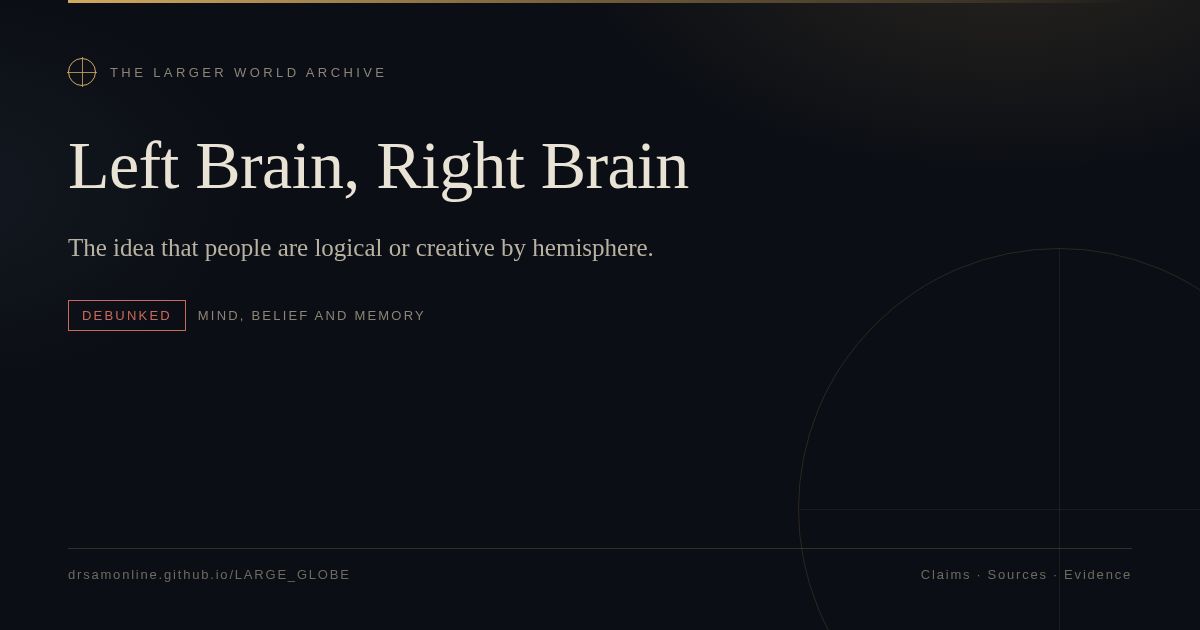 THE LARGER WORLD ARCHIVE
Left Brain, Right Brain
The idea that people are logical or creative by hemisphere.
DEBUNKED MIND, BELIEF AND MEMORY
drsamonline.github.io/LARGE_GLOBE Claims · Sources · Evidence